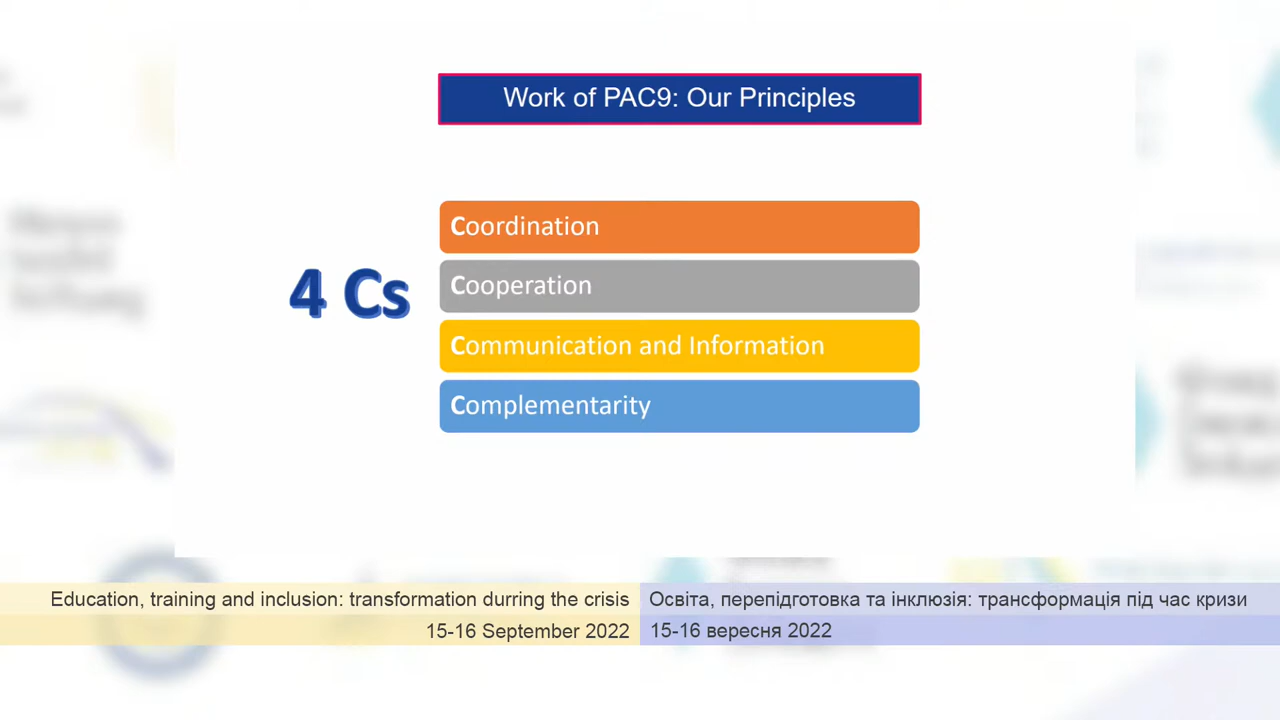 Work of PAC9: Our Principles
4 Cs
Coordination
Cooperation
Communication and Information
Complementarity
Education, training and inclusion: transformation durring the crisis
15-16 September 2022
Освіта, перепідготовка та інклюзія: трансформація під час кризи
15-16 вересня 2022